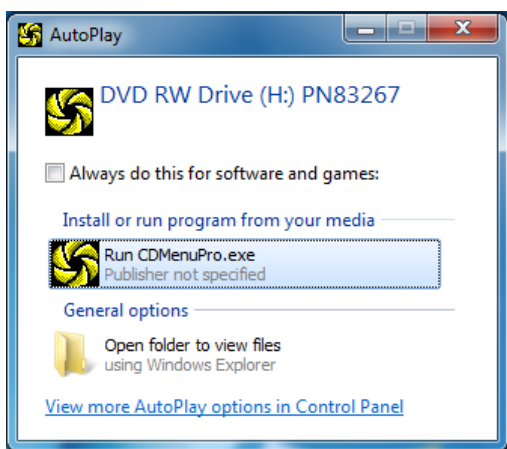 AutoPlay
DVD RW Drive (H:) PN83267
Always do this for software and games:
Install or run program from your media
Run CDMenuPro.exe
Publisher not specified
General options
Open folder to view files
using Windows Explorer
View more AutoPlay options in Control Panel